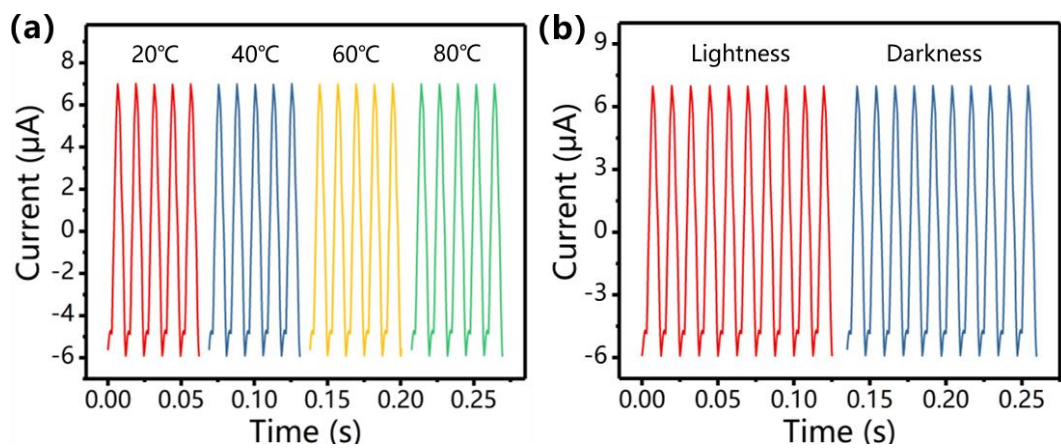 (a)
20℃ 40℃ 60℃ 80℃
8
6
4
2
0
-2
-4
-6
Current (μA)
0.00 0.05 0.10 0.15 0.20 0.25
Time (s)
(b)
Lightness Darkness
9
6
3
0
-3
-6
Current (μA)
0.00 0.05 0.10 0.15 0.20 0.25
Time (s)